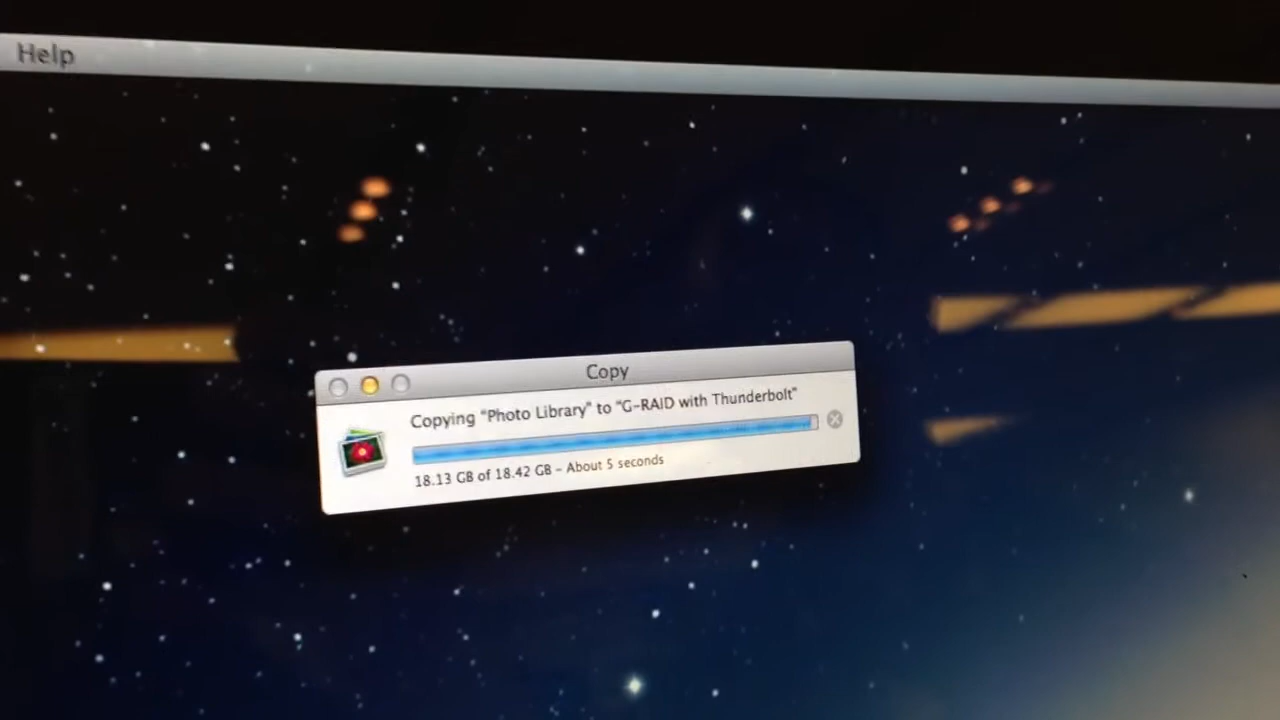 Help
Copy
Copying “Photo Library” to “G-RAID with Thunderbolt”
18.13 GB of 18.42 GB – About 5 seconds